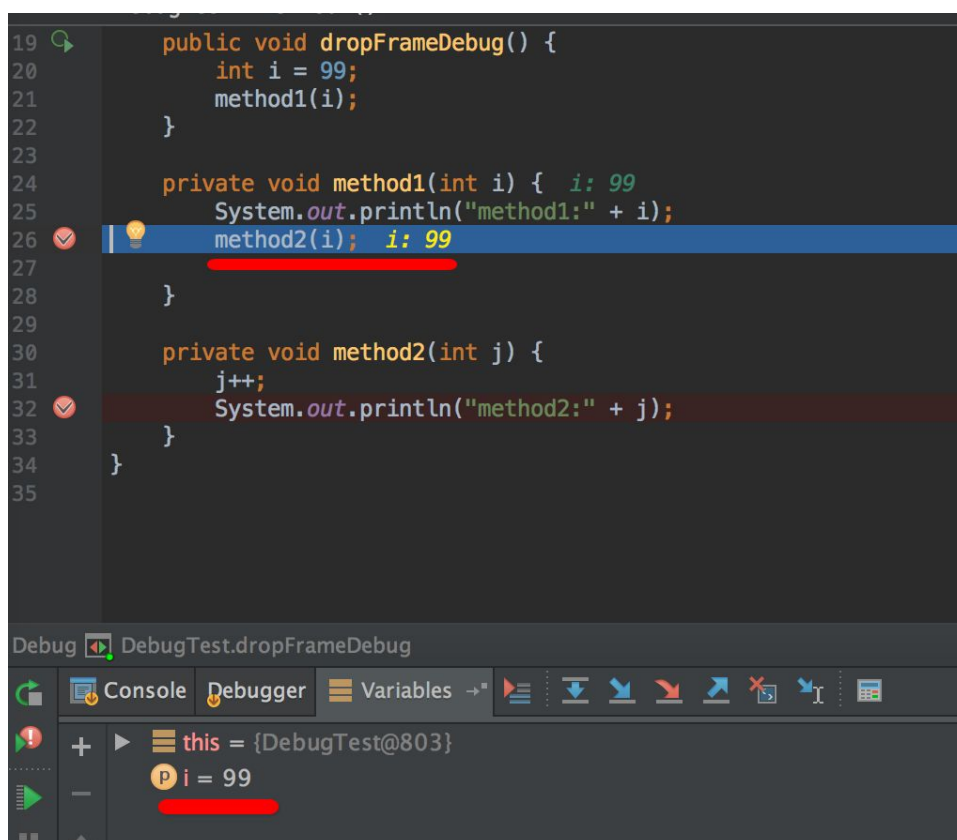 19 public void dropFrameDebug() {
20 int i = 99;
21 method1(i);
22 }
23
24 private void method1(int i) { i: 99
25 System.out.println("method1:" + i);
26 method2(i); i: 99
27
28 }
29
30 private void method2(int j) {
31 j++;
32 System.out.println("method2:" + j);
33 }
34 }
35
Debug DebugTest.dropFrameDebug
Console Debugger Variables
this = {DebugTest@803}
p i = 99